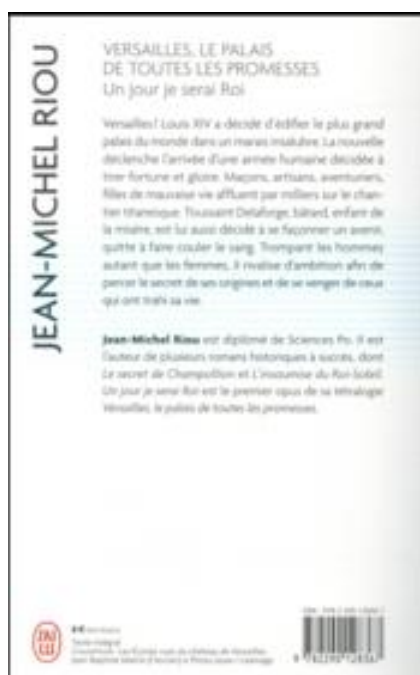 JEAN-MICHEL RIOU
VERSAILLES, LE PALAIS
DE TOUTES LES PROMESSES
Un jour je serai Roi
Versailles! Louis XIV a décidé d'édifier le plus grand
palais du monde dans un marais insalubre. La nouvelle
déclenche l'arrivée d'une armée humaine décidée à
tirer fortune et gloire. Maçons, artisans, aventuriers,
filles de mauvaise vie affluent par milliers sur le chan-
tier titanesque. Toussaint Delaforge, bâtard, enfant de
la misère, est lui aussi décidé à se façonner un avenir,
quitte à faire couler le sang. Trompant les hommes
autant que les femmes, il rivalise d'ambition afin de
percer le secret de ses origines et de se venger de ceux
qui ont trahi sa vie.
Jean-Michel Riou est diplômé de Sciences Po. Il est
l'auteur de plusieurs romans historiques à succès, dont
Le secret de Champollion et L'insoumise du Roi-Soleil.
Un jour je serai Roi est le premier opus de sa tétralogie
Versailles, le palais de toutes les promesses.
J'AI
LU
Texte intégral